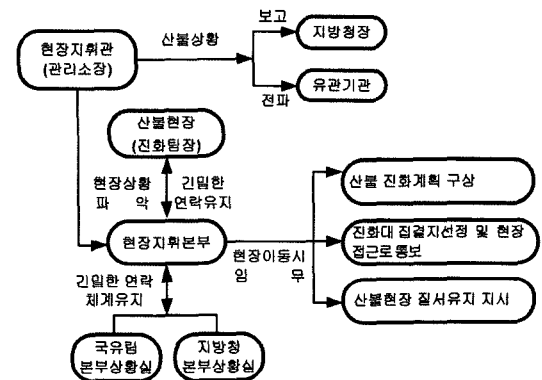 보고
현장지휘관
(관리소장)
산불상황
지방청장
유관기관
전파
산불현장
(진화팀장)
현장상황
파 악
긴밀한
연락유지
산불 진화계획 구상
현장지휘본부
현장이동시
임 무
진화대 집결지선정 및 현장
접근로통보
산불현장 질서유지 지시
긴밀한 연락
체계유지
국유림
본부상황실
지방청
본부상황실